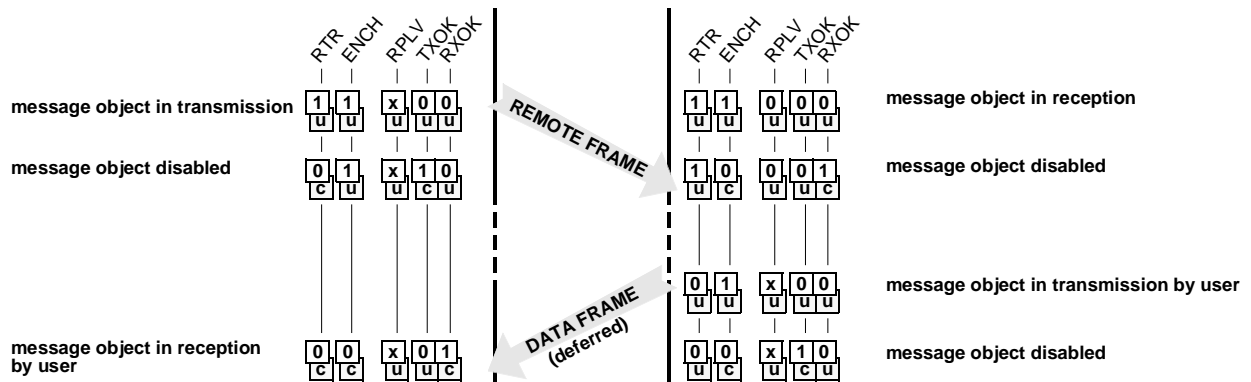 RTR ENCH RPLV TXOK RXOK RTR ENCH RPLV TXOK RXOK
message object in transmission 1 1 x 0 0 REMOTE FRAME 1 1 0 0 0 message object in reception
u u u u u u u u u u
message object disabled 0 1 x 1 0 1 0 0 0 1 message object disabled
c u u c u u c u u c
0 1 x 0 0 message object in transmission by user
u u u u u
DATA FRAME
(deferred)
message object in reception
by user 0 0 x 0 1 0 0 x 1 0 message object disabled
c c u u c u c u c u